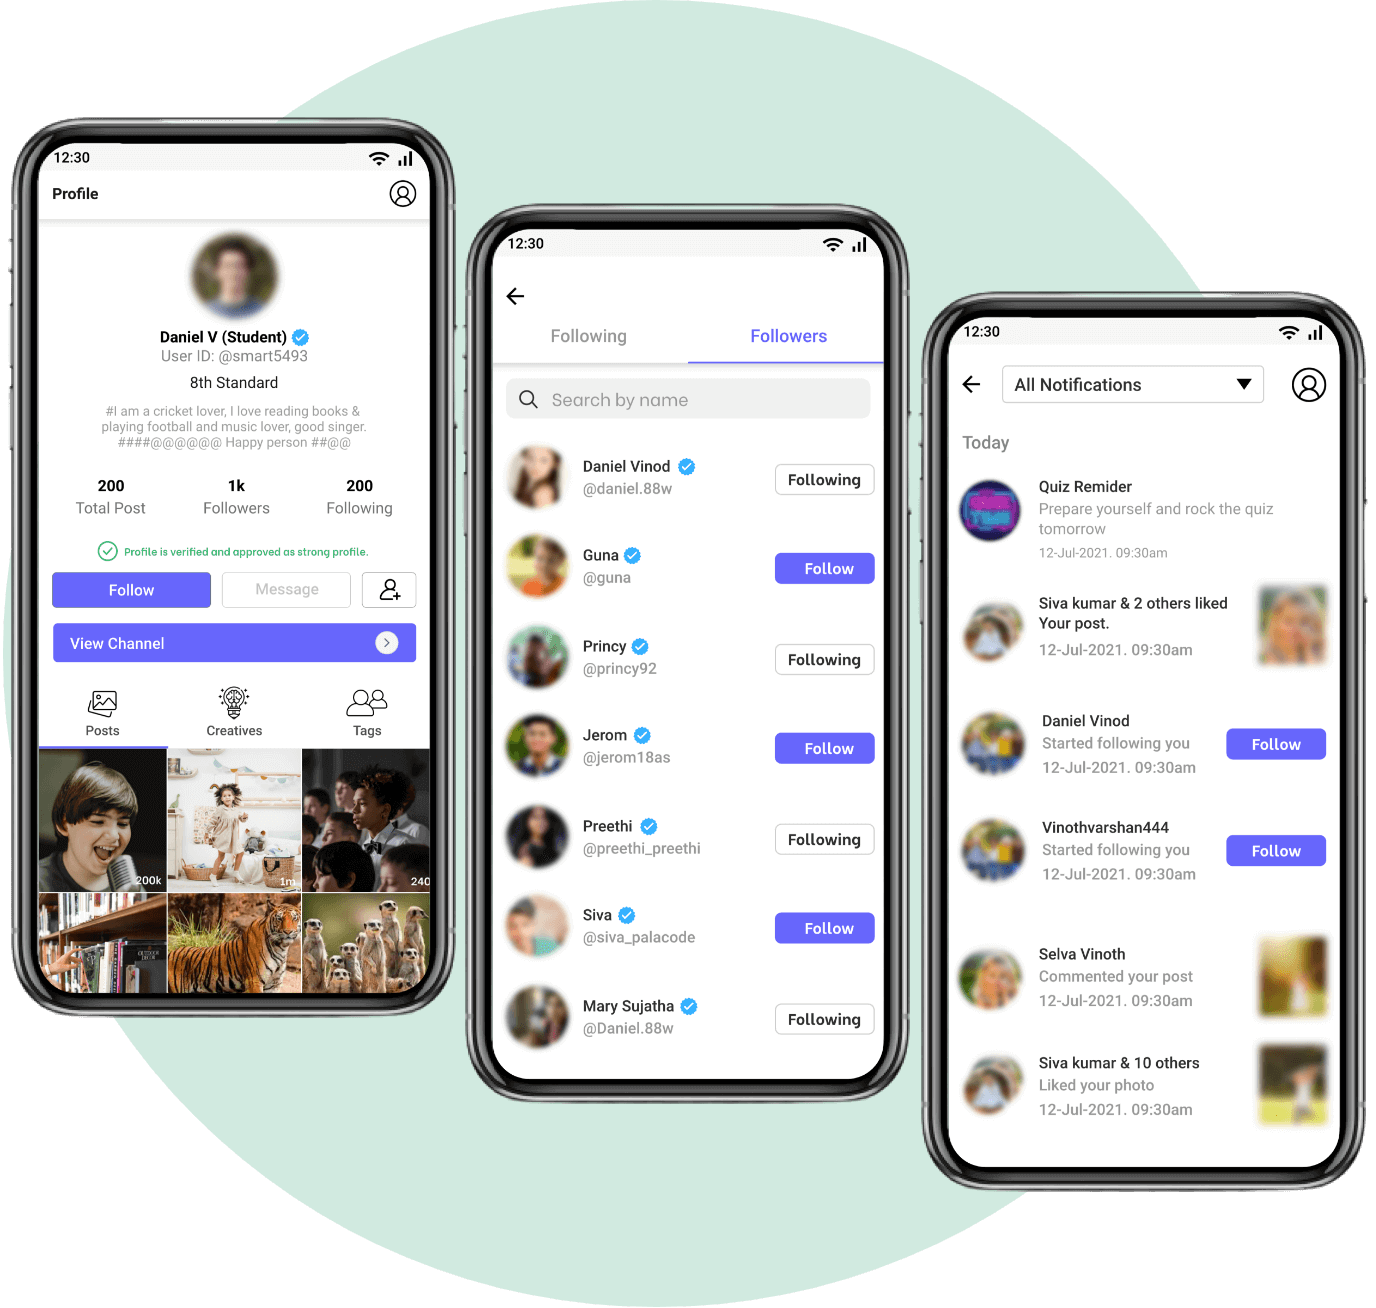 12:30
Profile
Daniel V (Student)
User ID: @smart5493
8th Standard
#I am a cricket lover, I love reading books &
playing football and music lover, good singer.
####@@@@@@ Happy person ##@@
200
1k
200
Total Post
Followers
Following
Profile is verified and approved as strong profile.
Follow
Message
View Channel
Posts
Creatives
Tags
200k
1m
240
12:30
Following
Followers
Search by name
Daniel Vinod
@daniel.88w
Following
Guna
@guna
Follow
Princy
@princy92
Following
Jerom
@jerom18as
Follow
Preethi
@preethi_preethi
Following
Siva
@siva_palacode
Follow
Mary Sujatha
@Daniel.88w
Following
12:30
All Notifications
Today
Quiz Remider
Prepare yourself and rock the quiz
tomorrow
12-Jul-2021. 09:30am
Siva kumar & 2 others liked
Your post.
12-Jul-2021. 09:30am
Daniel Vinod
Started following you
12-Jul-2021. 09:30am
Follow
Vinothvarshan444
Started following you
12-Jul-2021. 09:30am
Follow
Selva Vinoth
Commented your post
12-Jul-2021. 09:30am
Siva kumar & 10 others
Liked your photo
12-Jul-2021. 09:30am